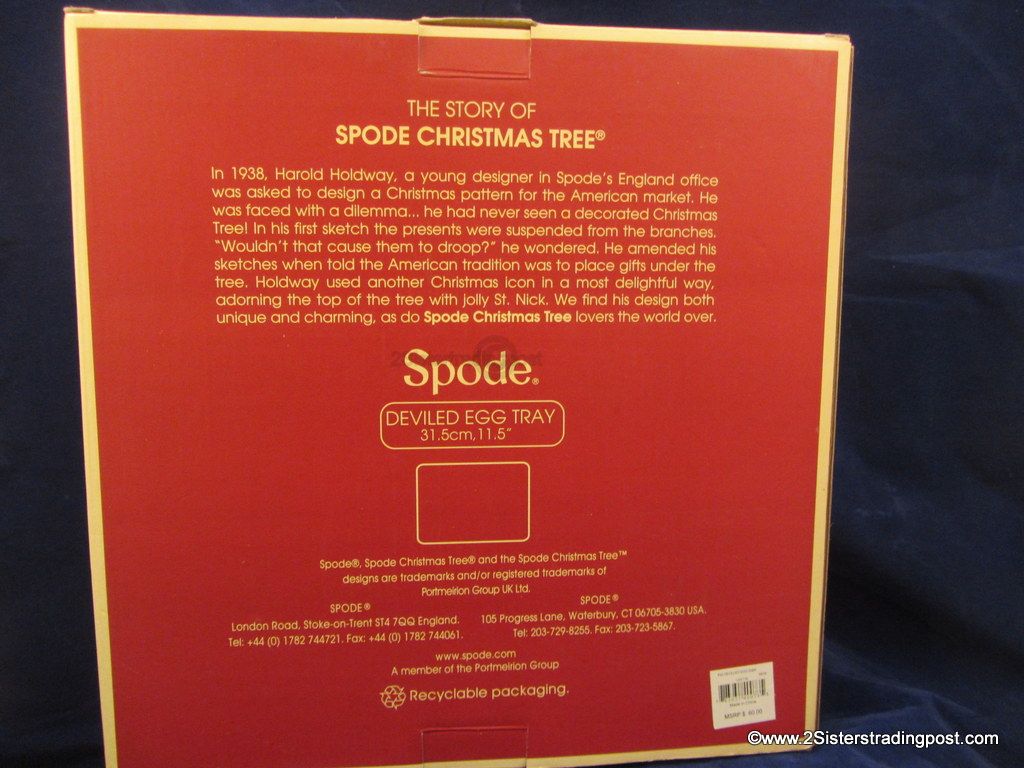 THE STORY OF
SPODE CHRISTMAS TREE®
In 1938, Harold Holdway, a young designer in Spode's England office
was asked to design a Christmas pattern for the American market. He
was faced with a dilemma... he had never seen a decorated Christmas
Tree! In his first sketch the presents were suspended from the branches.
"Wouldn't that cause them to droop?" he wondered. He amended his
sketches when told the American tradition was to place gifts under the
tree. Holdway used another Christmas icon in a most delightful way,
adorning the top of the tree with jolly St. Nick. We find his design both
unique and charming, as do Spode Christmas Tree lovers the world over.
Spode®
DEVILED EGG TRAY
31.5cm, 11.5"
Spode®, Spode Christmas Tree® and the Spode Christmas Tree™
designs are trademarks and/or registered trademarks of
Portmeirion Group UK Ltd.
SPODE®
London Road, Stoke-on-Trent ST4 7QQ England.
Tel: +44 (0) 1782 744721. Fax: +44 (0) 1782 744061.
SPODE®
105 Progress Lane, Waterbury, CT 06705-3830 USA.
Tel: 203-729-8255. Fax: 203-723-5867.
www.spode.com
A member of the Portmeirion Group
Recyclable packaging.
Made in China
MSRP $ 60.00
©www.2Sisterstradingpost.com